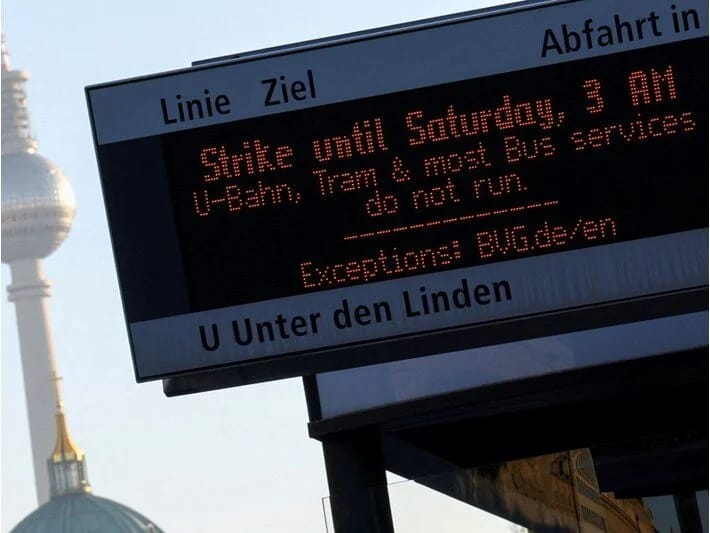 Linie Ziel Abfahrt in
Strike until Saturday, 3 AM
U-Bahn, Tram & most Bus services
do not run.
Exceptions: BVG.de/en
U Unter den Linden